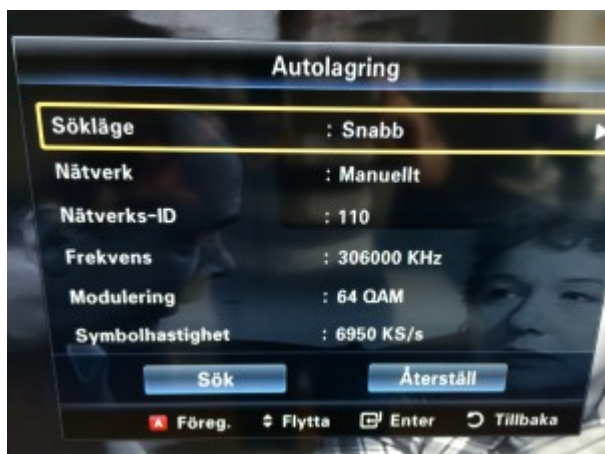 Autolagring
Sökläge : Snabb
Nätverk : Manuellt
Nätverks-ID : 110
Frekvens : 306000 KHz
Modulering : 64 QAM
Symbolhastighet : 6950 KS/s
Sök Återställ
A Föreg. Flytta Enter Tillbaka